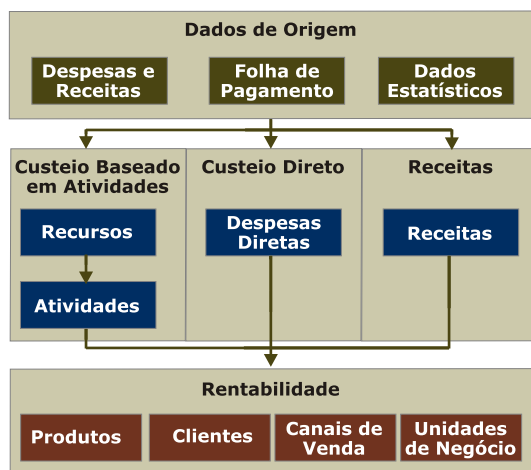 Dados de Origem
Despesas e
Receitas
Folha de
Pagamento
Dados
Estatísticos
Custeio Baseado
em Atividades
Custeio Direto
Receitas
Recursos
Despesas
Diretas
Receitas
Atividades
Rentabilidade
Produtos
Clientes
Canais de
Venda
Unidades
de Negócio